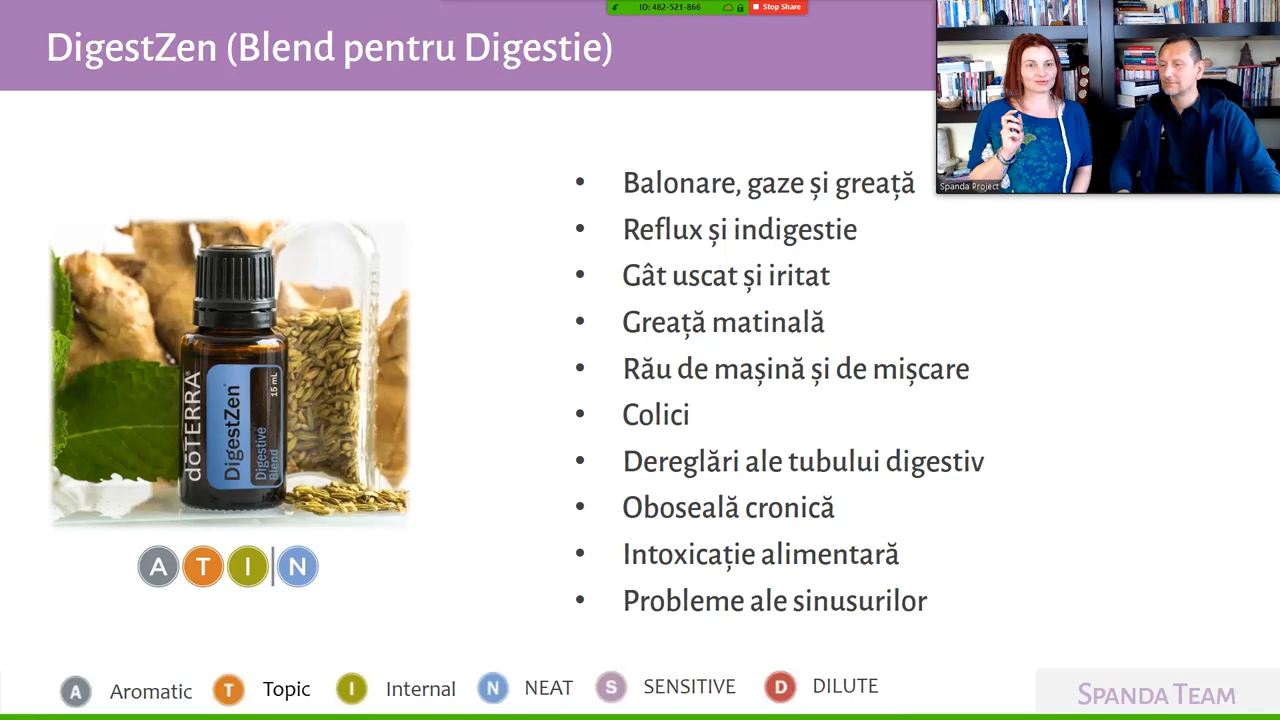 ID: 482-521-866
Stop Share
DigestZen (Blend pentru Digestie)
Spanda Project
• Balonare, gaze și greață
• Reflux și indigestie
• Gât uscat și iritat
• Greață matinală
• Rău de mașină și de mișcare
• Colici
• Dereglări ale tubului digestiv
• Oboseală cronică
• Intoxicație alimentară
• Probleme ale sinusurilor
dōTERRA
DigestZen
Digestive
Blend
15 mL
A T I | N
A Aromatic T Topic I Internal N NEAT S SENSITIVE D DILUTE
SPANDA TEAM